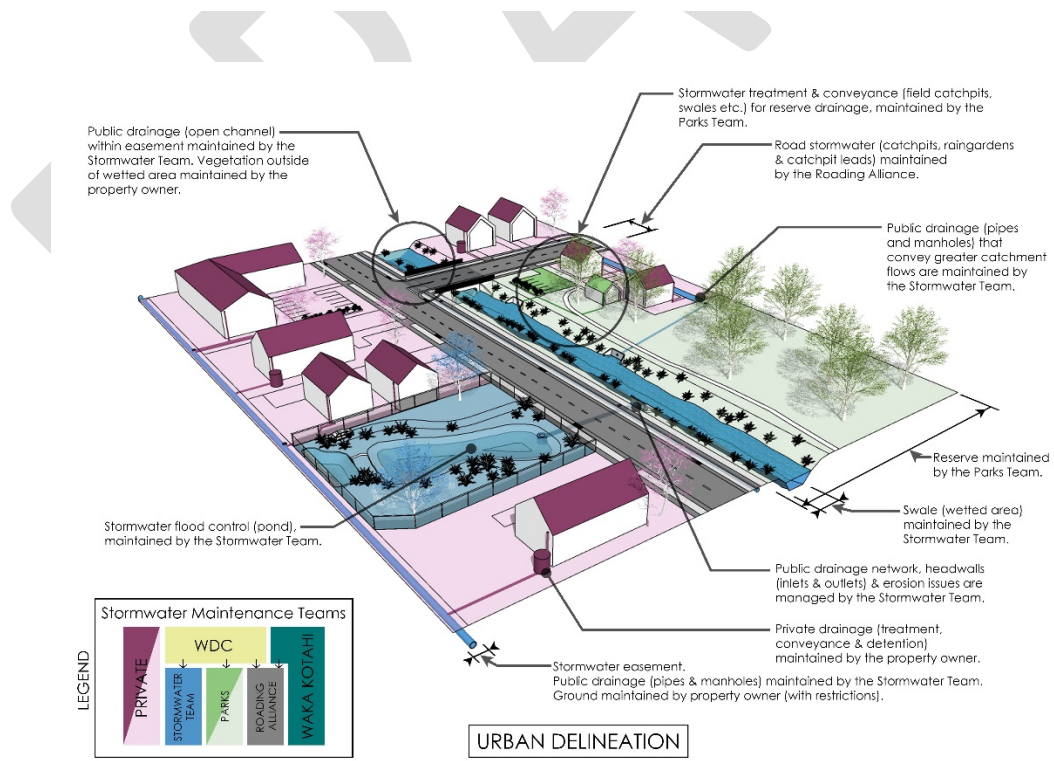 Stormwater treatment & conveyance (field catchpits,
swales etc.) for reserve drainage, maintained by the
Parks Team.
Public drainage (open channel)
within easement maintained by the
Stormwater Team. Vegetation outside
of wetted area maintained by the
property owner.
Road stormwater (catchpits, raingardens
& catchpit leads) maintained
by the Roading Alliance.
Public drainage (pipes
and manholes) that
convey greater catchment
flows are maintained by
the Stormwater Team.
Reserve maintained
by the Parks Team.
Swale (wetted area)
maintained by the
Stormwater Team.
Stormwater flood control (pond),
maintained by the Stormwater Team.
Public drainage network, headwalls
(inlets & outlets) & erosion issues are
managed by the Stormwater Team.
Private drainage (treatment,
conveyance & detention)
maintained by the property owner.
Stormwater easement.
Public drainage (pipes & manholes) maintained by the Stormwater Team.
Ground maintained by property owner (with restrictions).
LEGEND
Stormwater Maintenance Teams
PRIVATE
WDC
STORMWATER
TEAM
PARKS
ROADING
ALLIANCE
WAKA KOTAHI
URBAN DELINEATION